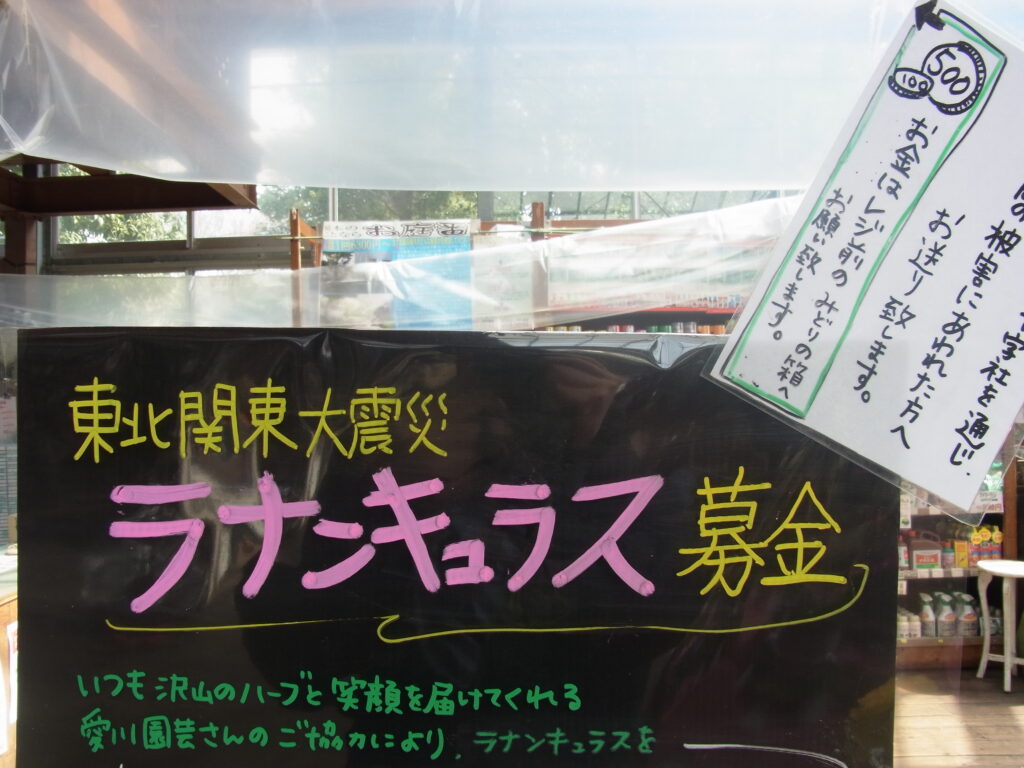 東北関東大震災
ラナンキュラス 募金
いつも沢山のハーブと笑顔を届けてくれる
愛川園芸さんのご協力により、ラナンキュラスを
十字社を通じ
にあわれた方へ
お送り致します。
500
100
お金はレジ前のみどりの箱へ
お願い致します。